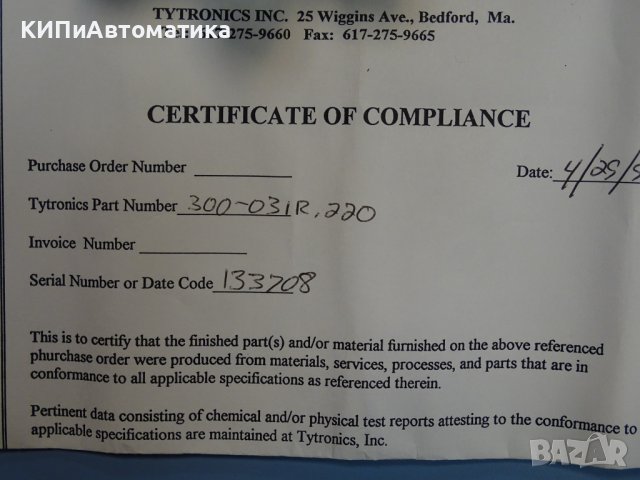 TYTRONICS INC. 25 Wiggins Ave., Bedford, Ma.
КИПиАвтоматика
275-9660 Fax: 617-275-9665
CERTIFICATE OF COMPLIANCE
Purchase Order Number
Date: 4/25/9
Tytronics Part Number 300-031R.220
Invoice Number
Serial Number or Date Code 133708
This is to certify that the finished part(s) and/or material furnished on the above referenced
phurchase order were produced from materials, services, processes, and parts that are in
conformance to all applicable specifications as referenced therein.
Pertinent data consisting of chemical and/or physical test reports attesting to the conformance to
applicable specifications are maintained at Tytronics, Inc.
BAZAR